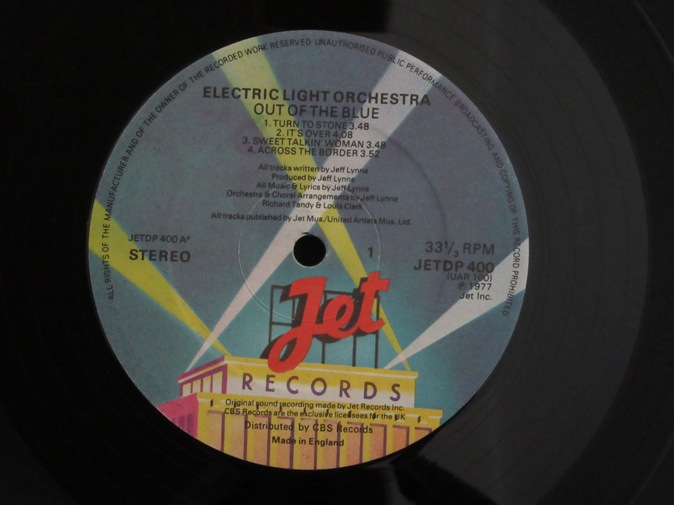 ALL RIGHTS OF THE MANUFACTURER AND OF THE OWNER OF THE RECORDED WORK RESERVED UNAUTHORISED PUBLIC PERFORMANCE BROADCASTING AND COPYING OF THIS RECORD PROHIBITED
ELECTRIC LIGHT ORCHESTRA
OUT OF THE BLUE
1. TURN TO STONE 3.48
2. IT'S OVER 4.08
3. SWEET TALKIN' WOMAN 3.48
4. ACROSS THE BORDER 3.52
All tracks written by Jeff Lynne
Produced by Jeff Lynne
All Music & Lyrics by Jeff Lynne
Orchestra & Choral Arrangements by Jeff Lynne
Richard Tandy & Louis Clark
All tracks published by Jet Mus./United Artists Mus. Ltd.
JETDP 400 A
STEREO
1
33⅓ RPM
JETDP 400
(UAR 100)
℗ 1977
Jet Inc.
Jet
RECORDS
Original sound recording made by Jet Records Inc.
CBS Records are the exclusive licensees for the UK
Distributed by CBS Records
Made in England